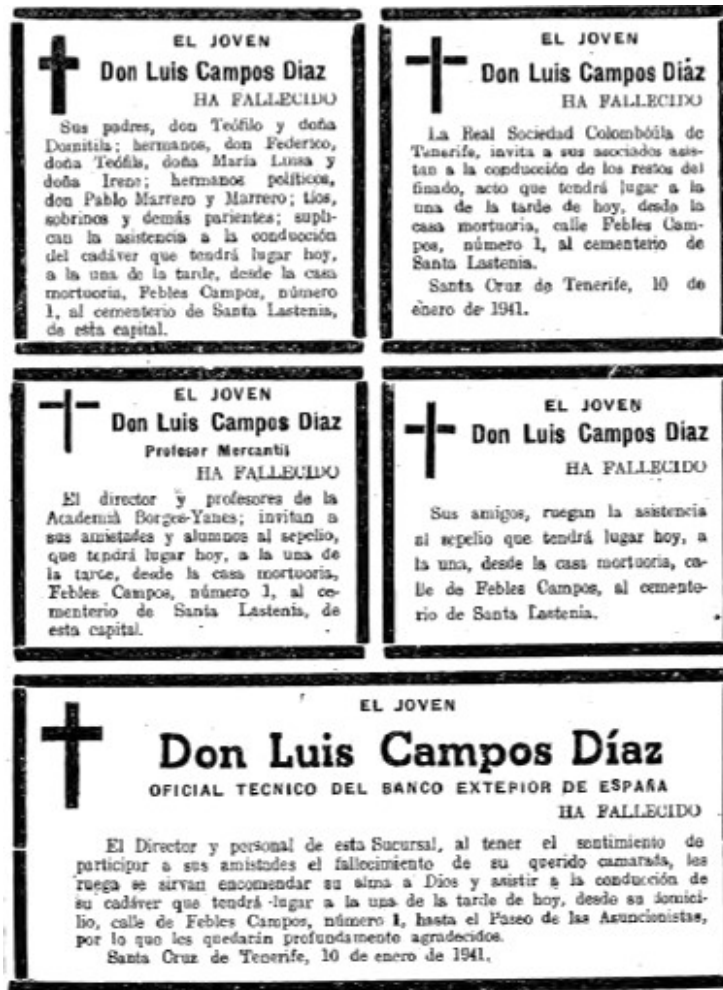 EL JOVEN
Don Luis Campos Diaz
HA FALLECIDO
Sus padres, don Teófilo y doña
Domitila; hermanos, don Federico,
doña Teófila, doña María Luisa y
doña Irene; hermanos políticos,
don Pablo Marrero y Marrero; tíos,
sobrinos y demás parientes; supli-
can la asistencia a la conducción
del cadáver que tendrá lugar hoy,
a la una de la tarde, desde la casa
mortuoria, Febles Campos, número
1, al cementerio de Santa Lastenia,
de esta capital.
EL JOVEN
Don Luis Campos Diáz
HA FALLECIDO
La Real Sociedad Colombófila de
Tenerife, invita a sus asociados asis-
tan a la conducción de los restos del
finado, acto que tendrá lugar a la
una de la tarde de hoy, desde la
casa mortuoria, calle Febles Cam-
pos, número 1, al cementerio de
Santa Lastenia.
Santa Cruz de Tenerife, 10 de
enero de 1941.
EL JOVEN
Don Luis Campos Diaz
Profesor Mercantil
HA FALLECIDO
El director y profesores de la
Academia Borges-Yanes; invitan a
sus amistades y alumnos al sepelio,
que tendrá lugar hoy, a la una de
la tarde, desde la casa mortuoria,
Febles Campos, número 1, al ce-
menterio de Santa Lastenia, de
esta capital.
EL JOVEN
Don Luis Campos Diaz
HA FALLECIDO
Sus amigos, ruegan la asistencia
al sepelio que tendrá lugar hoy, a
la una, desde la casa mortuoria, ca-
lle de Febles Campos, al cemente-
rio de Santa Lastenia.
EL JOVEN
Don Luis Campos Díaz
OFICIAL TECNICO DEL BANCO EXTEPIOR DE ESPAÑA
HA FALLECIDO
El Director y personal de esta Sucursal, al tener el sentimiento de
participar a sus amistades el fallecimiento de su querido camarada, les
ruega se sirvan encomendar su alma a Dios y asistir a la conducción de
su cadáver que tendrá lugar a la una de la tarde de hoy, desde su domici-
lio, calle de Febles Campos, número 1, hasta el Paseo de las Asuncionistas,
por lo que les quedarán profundamente agradecidos.
Santa Cruz de Tenerife, 10 de enero de 1941.